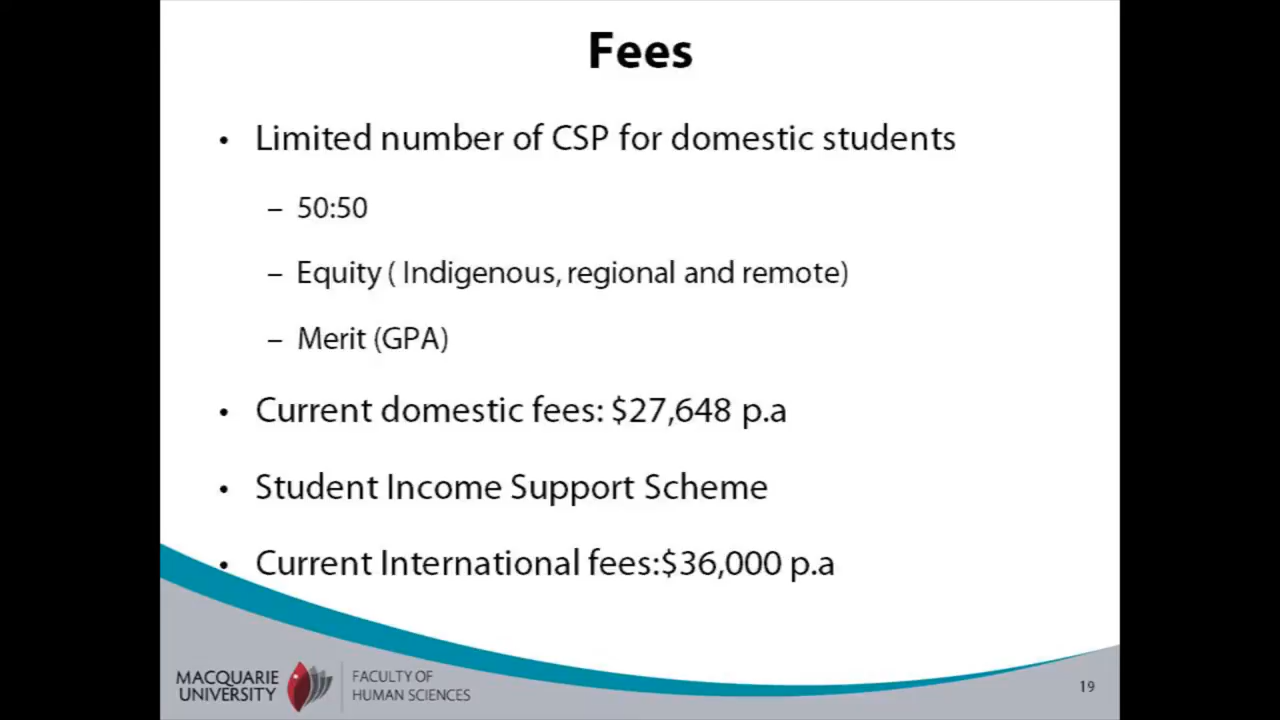 Fees
• Limited number of CSP for domestic students
– 50:50
– Equity ( Indigenous, regional and remote)
– Merit (GPA)
• Current domestic fees: $27,648 p.a
• Student Income Support Scheme
• Current International fees:$36,000 p.a
MACQUARIE
UNIVERSITY
FACULTY OF
HUMAN SCIENCES
19